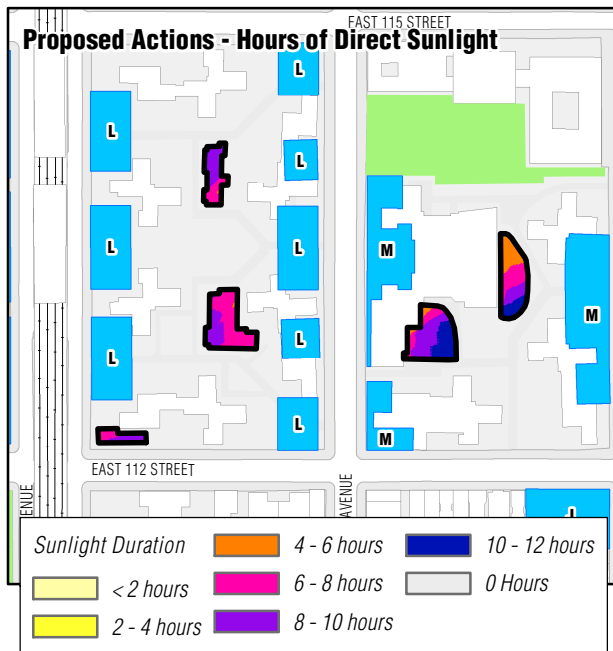 EAST 115 STREET
Proposed Actions - Hours of Direct Sunlight
L
L
L
L
M
L
L
M
L
L
L
M
EAST 112 STREET
ENUE
AVENUE
L
Sunlight Duration
< 2 hours
2 - 4 hours
4 - 6 hours
6 - 8 hours
8 - 10 hours
10 - 12 hours
0 Hours